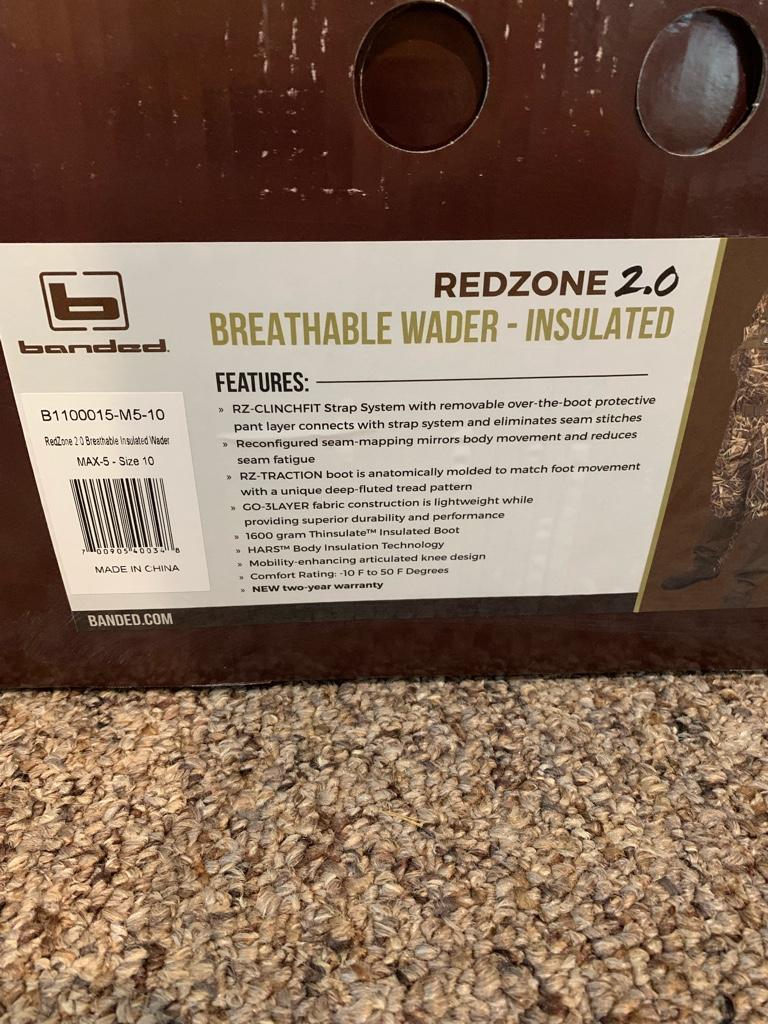 b
banded.
REDZONE 2.0
BREATHABLE WADER - INSULATED
FEATURES:
» RZ-CLINCHFIT Strap System with removable over-the-boot protective
pant layer connects with strap system and eliminates seam stitches
» Reconfigured seam-mapping mirrors body movement and reduces
seam fatigue
» RZ-TRACTION boot is anatomically molded to match foot movement
with a unique deep-fluted tread pattern
» GO-3LAYER fabric construction is lightweight while
providing superior durability and performance
» 1600 gram Thinsulate™ Insulated Boot
» HARS™ Body Insulation Technology
» Mobility-enhancing articulated knee design
» Comfort Rating: -10 F to 50 F Degrees
» NEW two-year warranty
B1100015-M5-10
RedZone 2.0 Breathable Insulated Wader
MAX-5 - Size 10
7 00905 40034 8
MADE IN CHINA
BANDED.COM